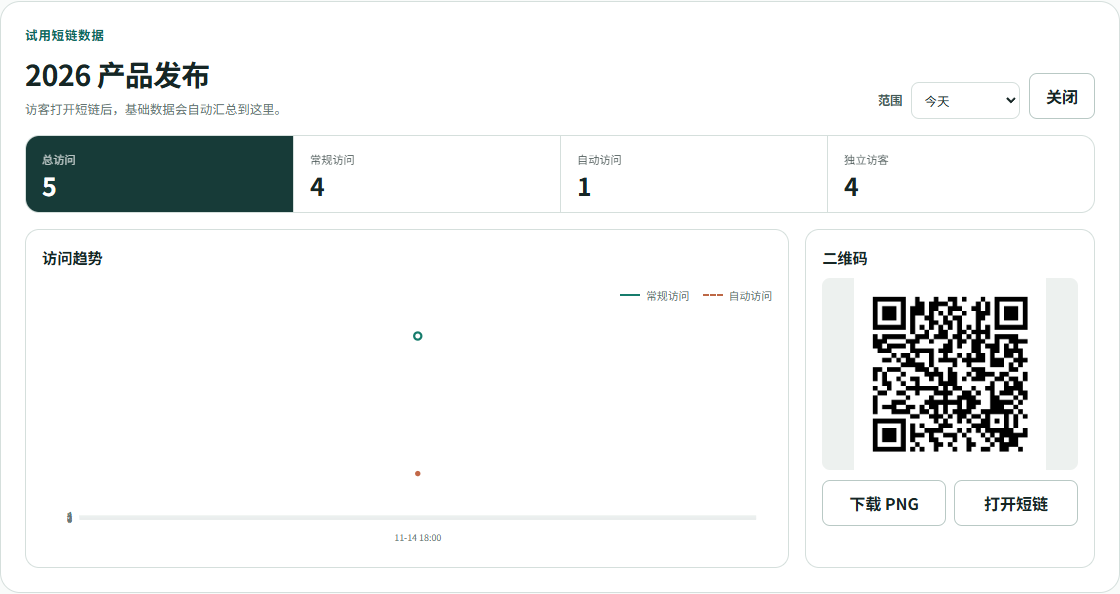 试用短链数据
2026 产品发布
访客打开短链后，基础数据会自动汇总到这里。
范围
今天
关闭
总访问
5
常规访问
4
自动访问
1
独立访客
4
访问趋势
常规访问
自动访问
11-14 18:00
二维码
下载 PNG
打开短链